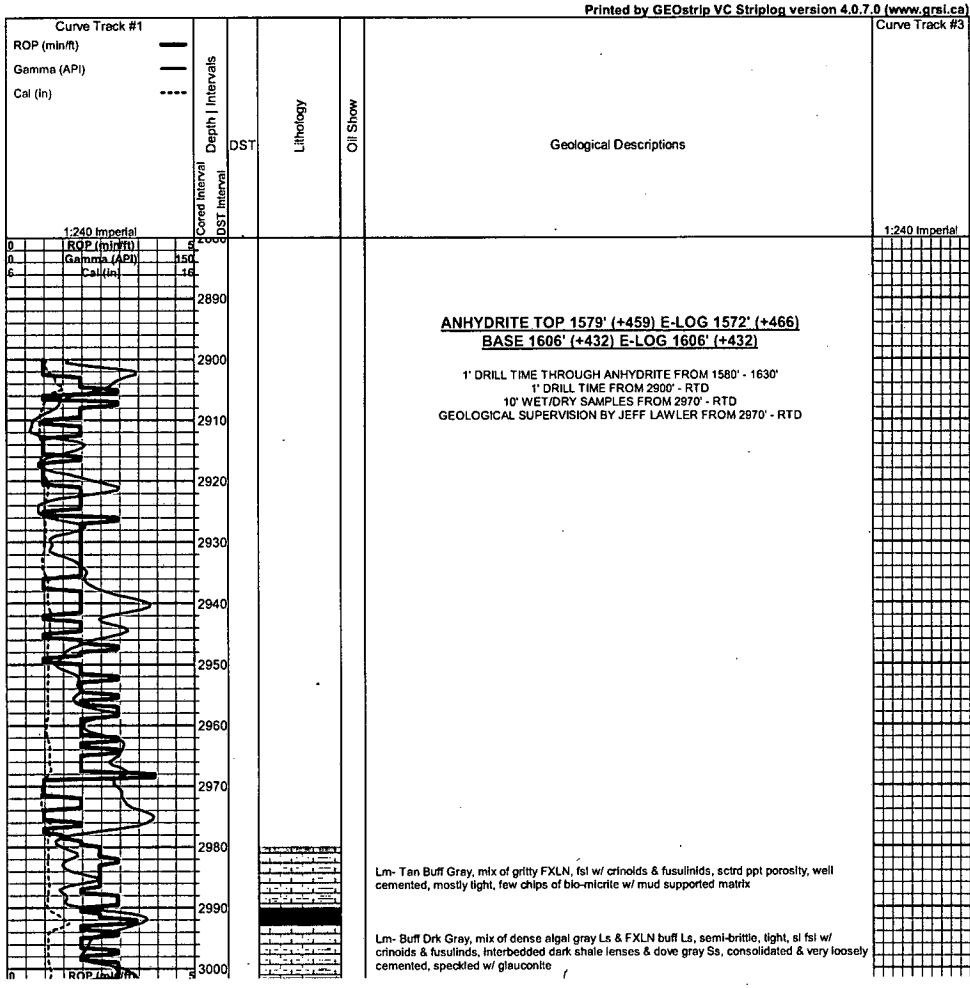 Printed by GEOstrip VC Striplog version 4.0.7.0 (www.grsi.ca)
Curve Track #1
ROP (min/ft)
Gamma (API)
Cal (in)
1:240 Imperial
Cored Interval
DST Interval
Depth | Intervals
DST
Lithology
Oil Show
Geological Descriptions
Curve Track #3
1:240 Imperial
0 ROP (min/ft) 5
0 Gamma (API) 150
6 Cal (in) 16
2890
ANHYDRITE TOP 1579' (+459) E-LOG 1572' (+466)
BASE 1606' (+432) E-LOG 1606' (+432)
2900
1' DRILL TIME THROUGH ANHYDRITE FROM 1580' - 1630'
1' DRILL TIME FROM 2900' - RTD
10' WET/DRY SAMPLES FROM 2970' - RTD
GEOLOGICAL SUPERVISION BY JEFF LAWLER FROM 2970' - RTD
2910
2920
2930
2940
2950
2960
2970
2980
Lm- Tan Buff Gray, mix of gritty FXLN, fsl w/ crinoids & fusulinids, sctrd ppt porosity, well
cemented, mostly tight, few chips of bio-micrite w/ mud supported matrix
2990
Lm- Buff Drk Gray, mix of dense algal gray Ls & FXLN buff Ls, semi-brittle, tight, sl fsl w/
crinoids & fusulinds, interbedded dark shale lenses & dove gray Ss, consolidated & very loosely
cemented, speckled w/ glauconite
3000
0 ROP (min/ft) 5